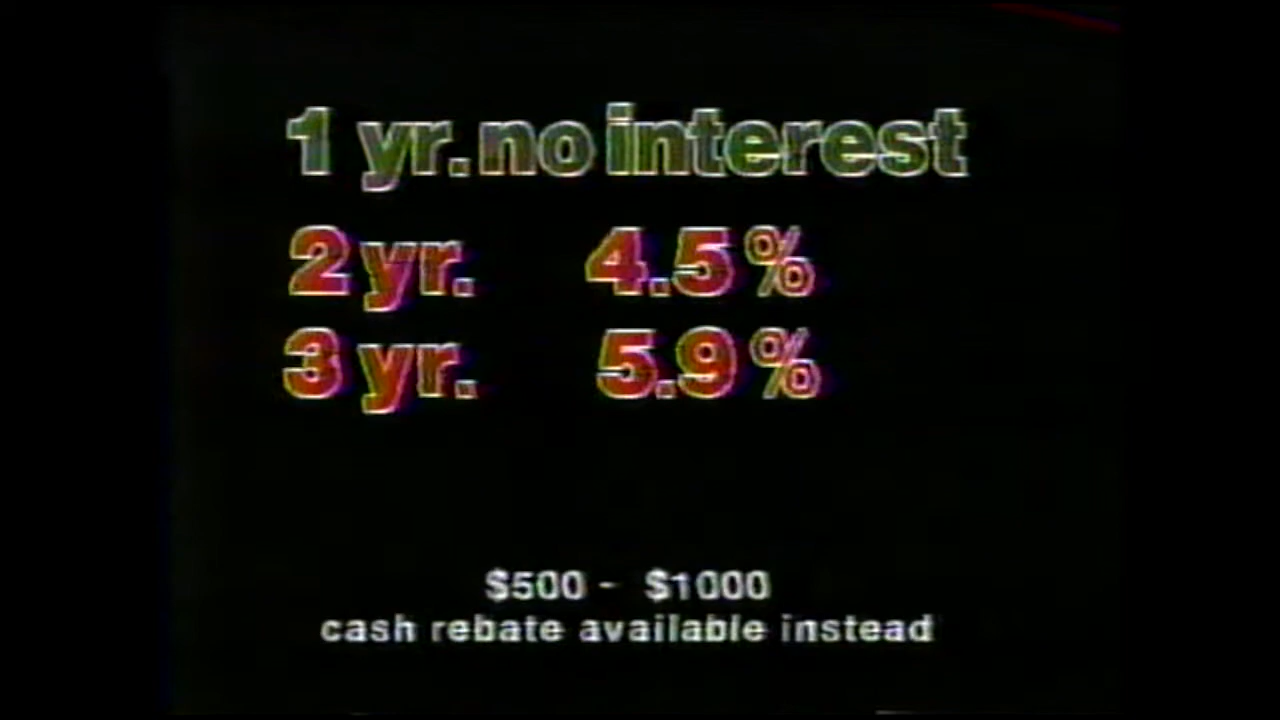 1 yr. no interest
2 yr. 4.5%
3 yr. 5.9%
$500 - $1000
cash rebate available instead